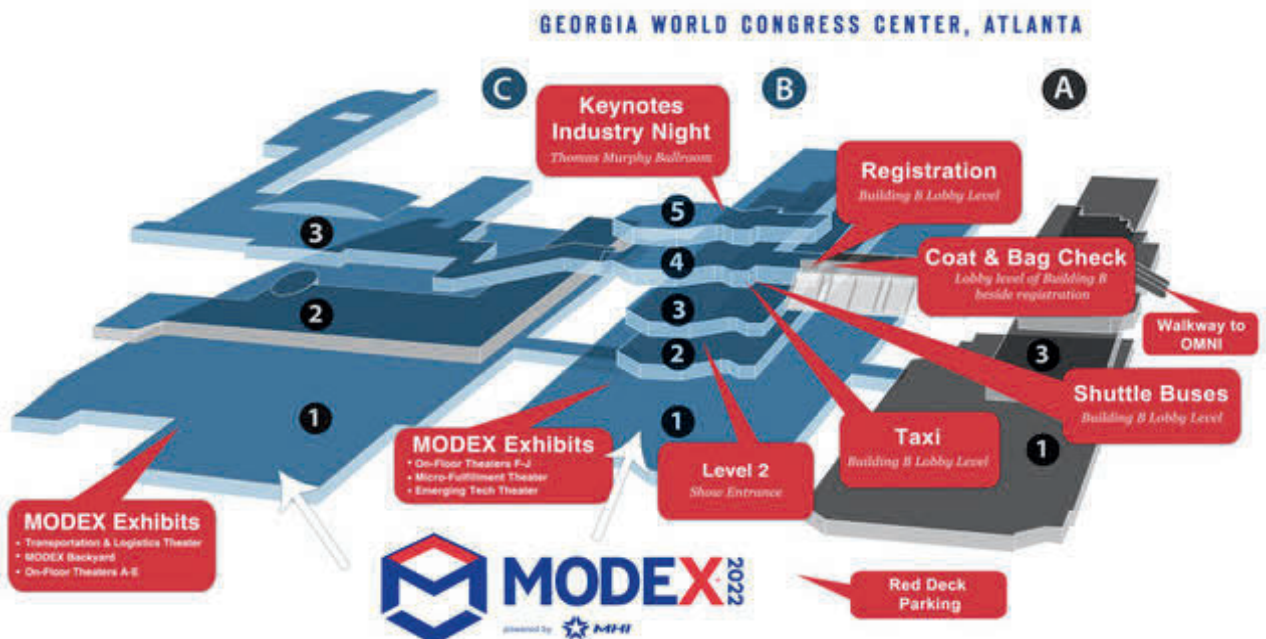 GEORGIA WORLD CONGRESS CENTER, ATLANTA
C
B
A
Keynotes
Industry Night
Thomas Murphy Ballroom
Registration
Building B Lobby Level
5
3
4
Coat & Bag Check
Lobby level of Building B
beside registration
2
3
Walkway to
OMNI
2
3
1
1
Shuttle Buses
Building B Lobby Level
1
MODEX Exhibits
• On-Floor Theaters F-J
• Micro-Fulfillment Theater
• Emerging Tech Theater
Level 2
Show Entrance
Taxi
Building B Lobby Level
MODEX Exhibits
• Transportation & Logistics Theater
• MODEX Backyard
• On-Floor Theaters A-E
MODEX 2022
powered by MHI
Red Deck
Parking